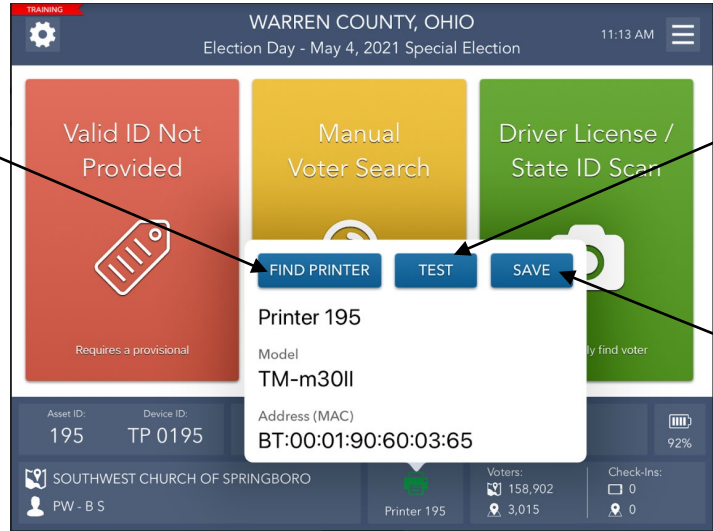 TRAINING
WARREN COUNTY, OHIO
Election Day - May 4, 2021 Special Election
11:13 AM
Valid ID Not
Provided
Requires a provisional
Manual
Voter Search
Driver License /
State ID Scan
find voter
FIND PRINTER
TEST
SAVE
Printer 195
Model
TM-m30II
Address (MAC)
BT:00:01:90:60:03:65
Asset ID:
195
Device ID:
TP 0195
92%
SOUTHWEST CHURCH OF SPRINGBORO
PW - B S
Printer 195
Voters:
158,902
3,015
Check-Ins:
0
0